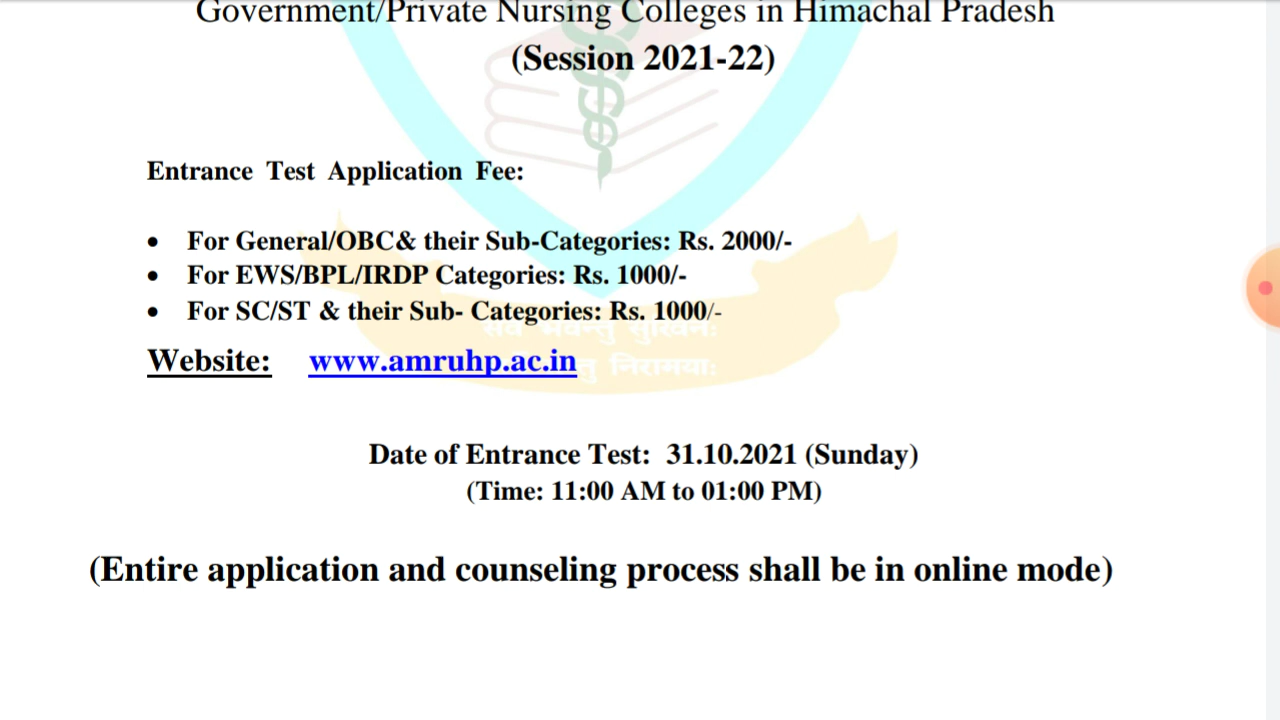 Government/Private Nursing Colleges in Himachal Pradesh
(Session 2021-22)
Entrance Test Application Fee:
• For General/OBC& their Sub-Categories: Rs. 2000/-
• For EWS/BPL/IRDP Categories: Rs. 1000/-
• For SC/ST & their Sub- Categories: Rs. 1000/-
सर्वे भवन्तु सुखिनः
Website: www.amruhp.ac.in
निरामयाः
Date of Entrance Test: 31.10.2021 (Sunday)
(Time: 11:00 AM to 01:00 PM)
(Entire application and counseling process shall be in online mode)